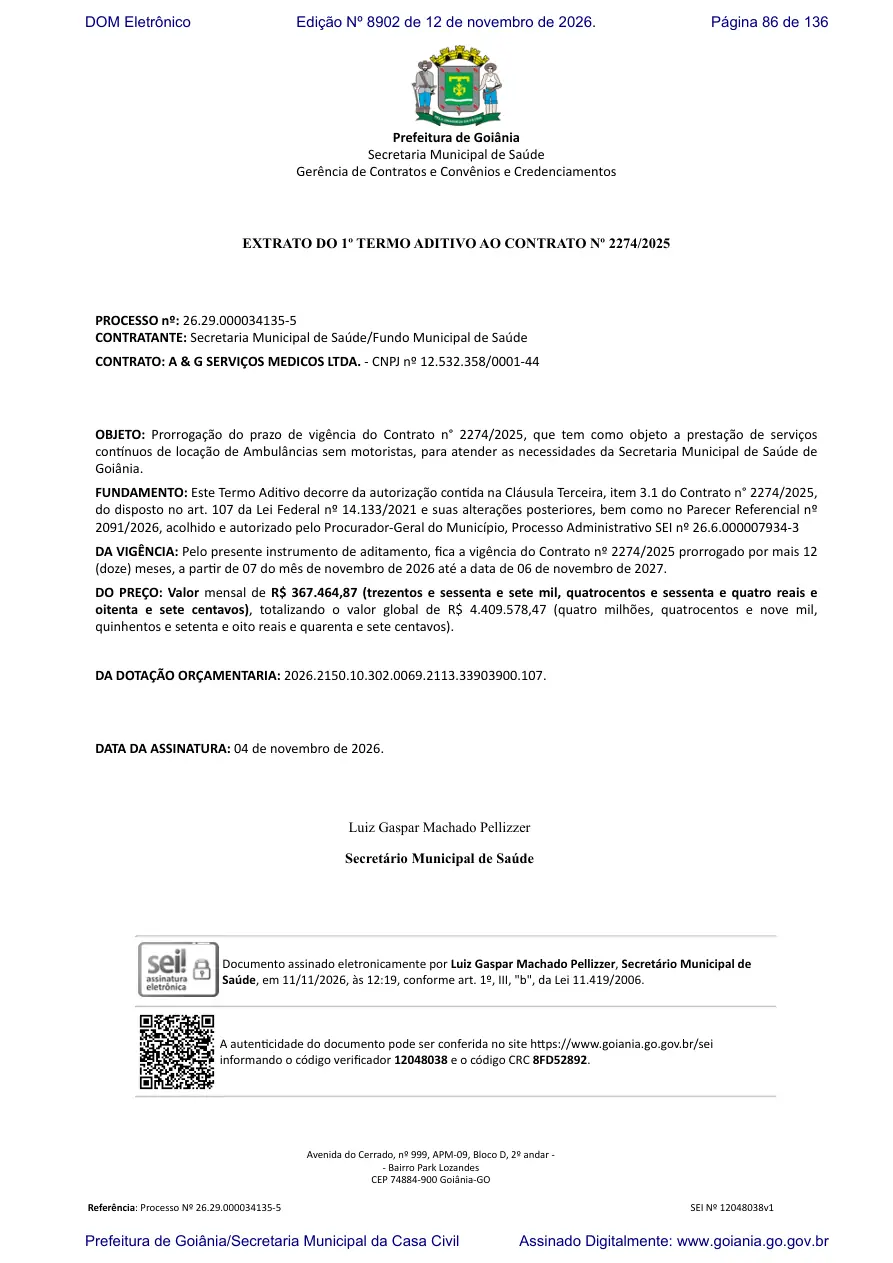 DOM Eletrônico Edição Nº 8902 de 12 de novembro de 2026. Página 86 de 136
Prefeitura de Goiânia
Secretaria Municipal de Saúde
Gerência de Contratos e Convênios e Credenciamentos
EXTRATO DO 1º TERMO ADITIVO AO CONTRATO Nº 2274/2025
PROCESSO nº: 26.29.000034135-5
CONTRATANTE: Secretaria Municipal de Saúde/Fundo Municipal de Saúde
CONTRATO: A & G SERVIÇOS MEDICOS LTDA. - CNPJ nº 12.532.358/0001-44
OBJETO: Prorrogação do prazo de vigência do Contrato n° 2274/2025, que tem como objeto a prestação de serviços
contínuos de locação de Ambulâncias sem motoristas, para atender as necessidades da Secretaria Municipal de Saúde de
Goiânia.
FUNDAMENTO: Este Termo Aditivo decorre da autorização contida na Cláusula Terceira, item 3.1 do Contrato n° 2274/2025,
do disposto no art. 107 da Lei Federal nº 14.133/2021 e suas alterações posteriores, bem como no Parecer Referencial nº
2091/2026, acolhido e autorizado pelo Procurador-Geral do Município, Processo Administrativo SEI nº 26.6.000007934-3
DA VIGÊNCIA: Pelo presente instrumento de aditamento, fica a vigência do Contrato nº 2274/2025 prorrogado por mais 12
(doze) meses, a partir de 07 do mês de novembro de 2026 até a data de 06 de novembro de 2027.
DO PREÇO: Valor mensal de R$ 367.464,87 (trezentos e sessenta e sete mil, quatrocentos e sessenta e quatro reais e
oitenta e sete centavos), totalizando o valor global de R$ 4.409.578,47 (quatro milhões, quatrocentos e nove mil,
quinhentos e setenta e oito reais e quarenta e sete centavos).
DA DOTAÇÃO ORÇAMENTARIA: 2026.2150.10.302.0069.2113.33903900.107.
DATA DA ASSINATURA: 04 de novembro de 2026.
Luiz Gaspar Machado Pellizzer
Secretário Municipal de Saúde
sei!
assinatura
eletrônica
Documento assinado eletronicamente por Luiz Gaspar Machado Pellizzer, Secretário Municipal de
Saúde, em 11/11/2026, às 12:19, conforme art. 1º, III, "b", da Lei 11.419/2006.
A autenticidade do documento pode ser conferida no site https://www.goiania.go.gov.br/sei
informando o código verificador 12048038 e o código CRC 8FD52892.
Avenida do Cerrado, nº 999, APM-09, Bloco D, 2º andar -
- Bairro Park Lozandes
CEP 74884-900 Goiânia-GO
Referência: Processo Nº 26.29.000034135-5 SEI Nº 12048038v1
Prefeitura de Goiânia/Secretaria Municipal da Casa Civil Assinado Digitalmente: www.goiania.go.gov.br